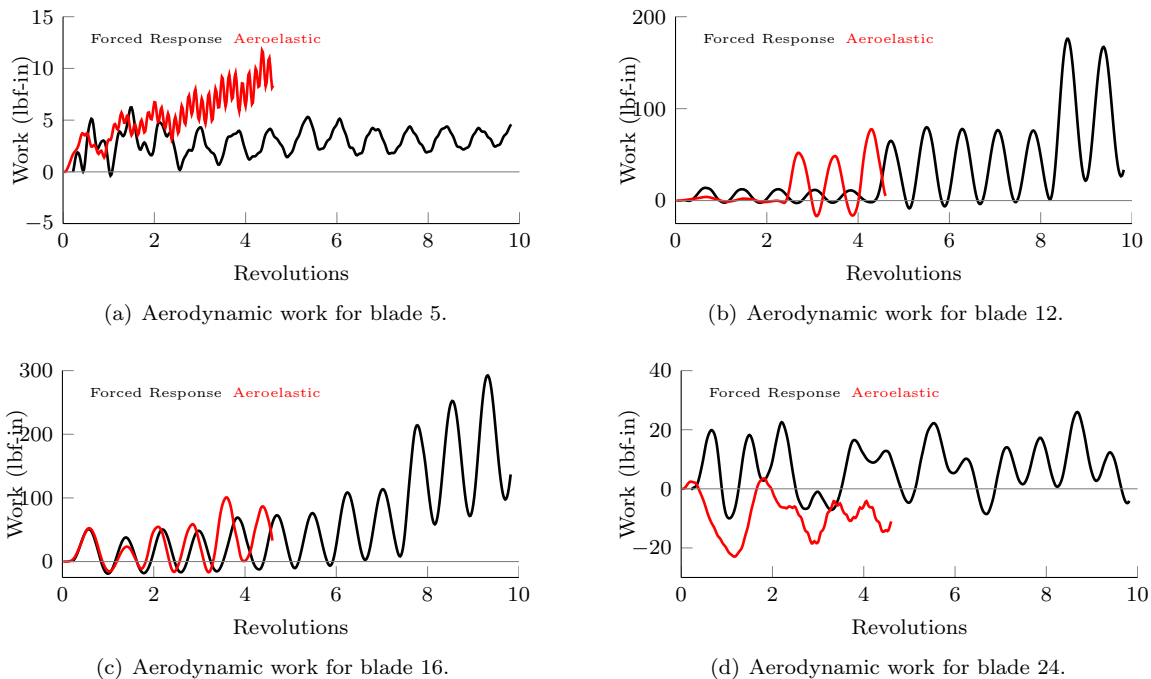 15
10
5
0
−5
Work (lbf-in)
Forced Response Aeroelastic
0 2 4 6 8 10
Revolutions
(a) Aerodynamic work for blade 5.
200
100
0
Work (lbf-in)
Forced Response Aeroelastic
0 2 4 6 8 10
Revolutions
(b) Aerodynamic work for blade 12.
300
200
100
0
Work (lbf-in)
Forced Response Aeroelastic
0 2 4 6 8 10
Revolutions
(c) Aerodynamic work for blade 16.
40
20
0
−20
Work (lbf-in)
Forced Response Aeroelastic
0 2 4 6 8 10
Revolutions
(d) Aerodynamic work for blade 24.